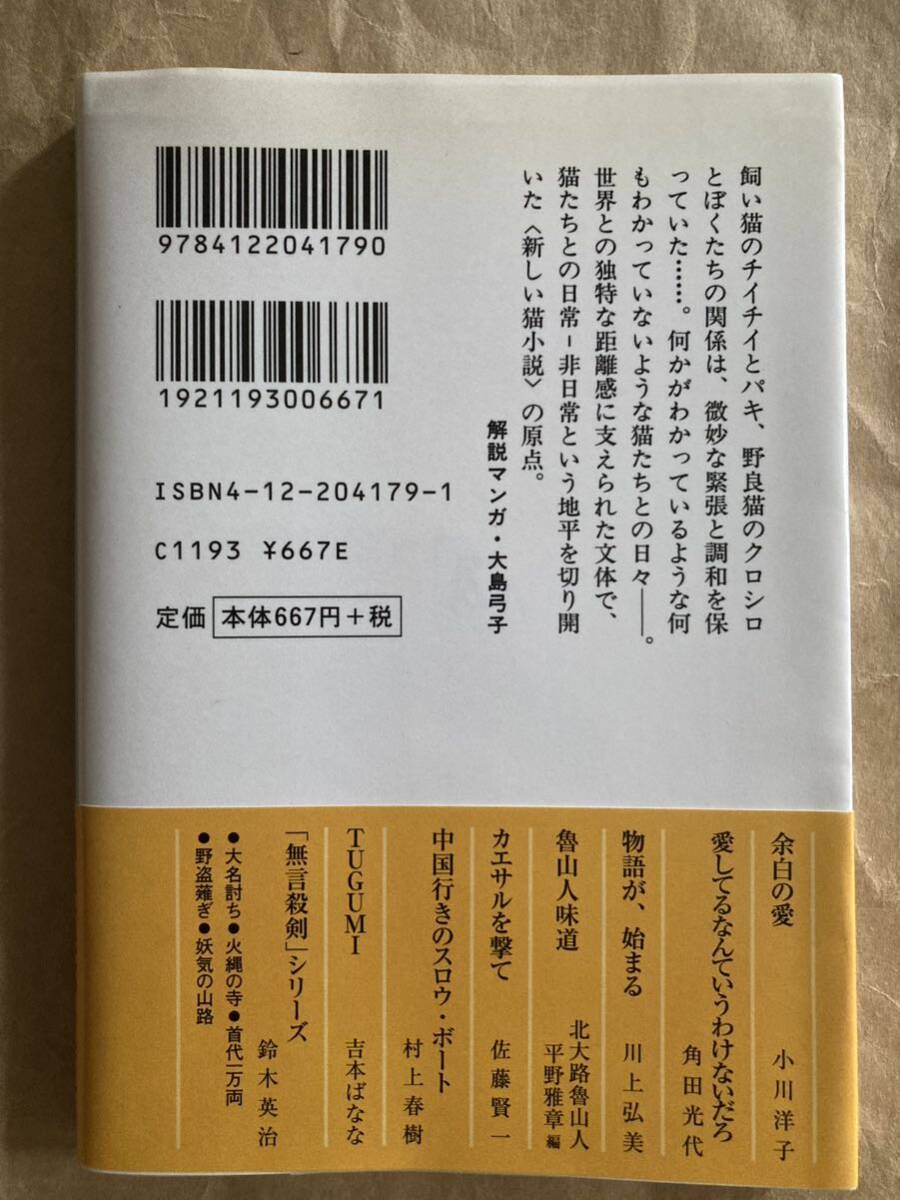 飼い猫のチイチイとパキ、野良猫のクロシロ
とぼくたちの関係は、微妙な緊張と調和を保
っていた……。何かがわかっているような何
もわかっていないような猫たちとの日々――。
世界との独特な距離感に支えられた文体で、
猫たちとの日常−非日常という地平を切り開
いた〈新しい猫小説〉の原点。
解説マンガ・大島弓子
9784122041790
1921193006671
ISBN4-12-204179-1
C1193 ¥667E
定価 本体667円+税
余白の愛 小川洋子
愛してるなんていうわけないだろ 角田光代
物語が、始まる 川上弘美
魯山人味道 北大路魯山人
平野雅章 編
カエサルを撃て 佐藤賢一
中国行きのスロウ・ボート 村上春樹
TUGUMI 吉本ばなな
「無言殺剣」シリーズ 鈴木英治
●大名討ち●火縄の寺●首代一万両
●野盗薙ぎ●妖気の山路